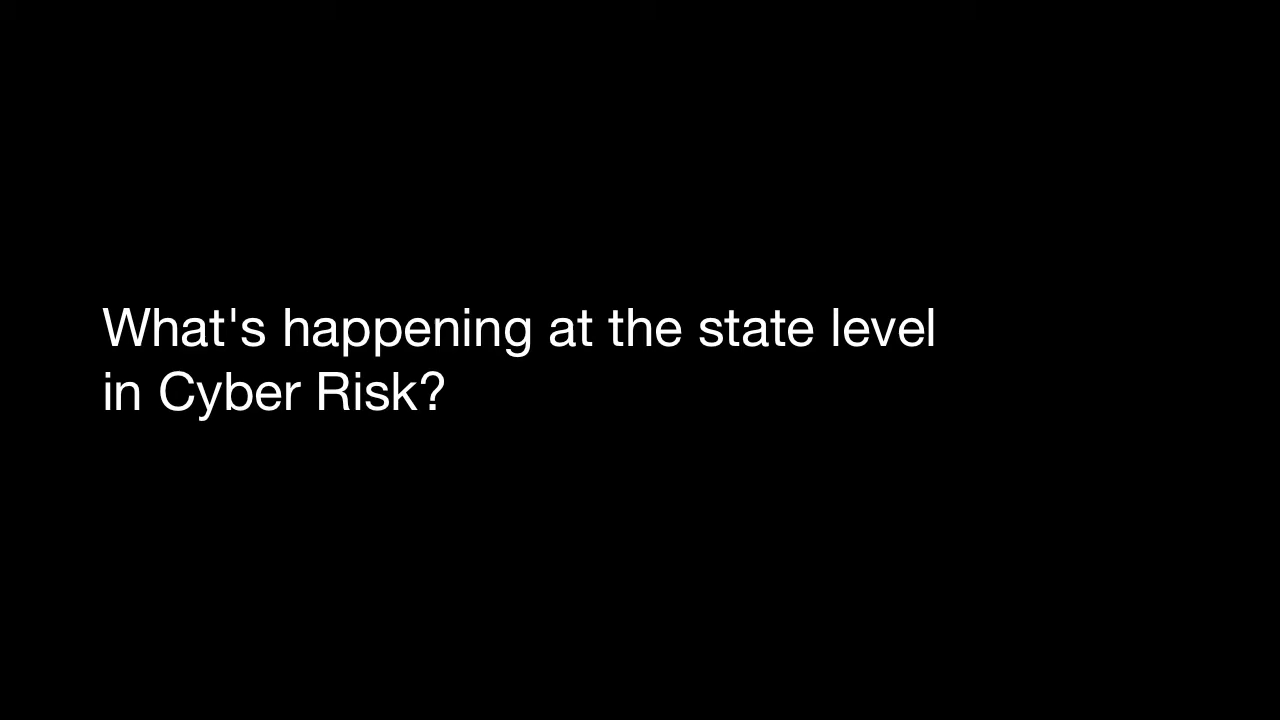 What's happening at the state level
in Cyber Risk?